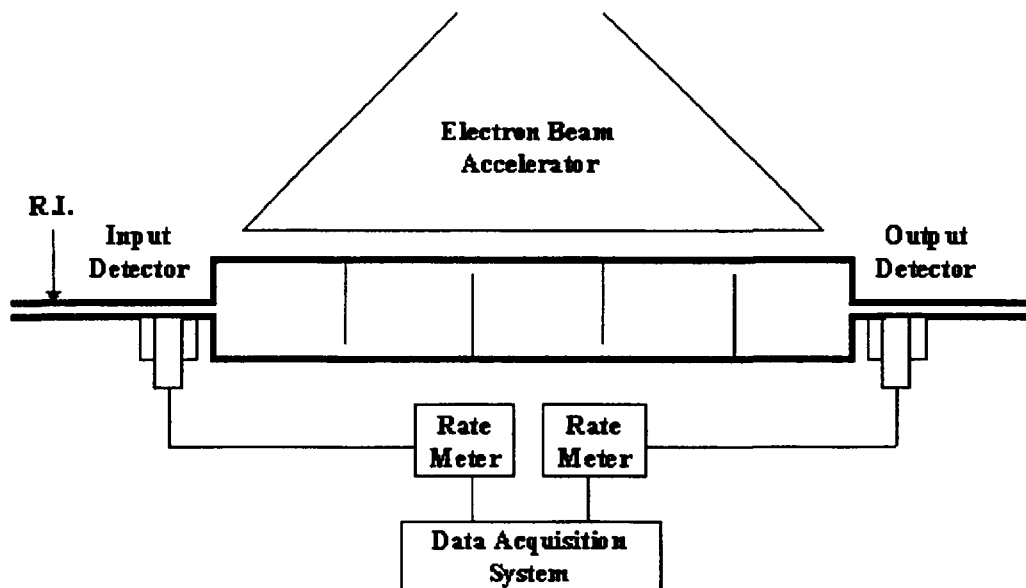 Electron Beam
Accelerator
R.I.
Input
Detector
Output
Detector
Rate
Meter
Rate
Meter
Data Acquisition
System